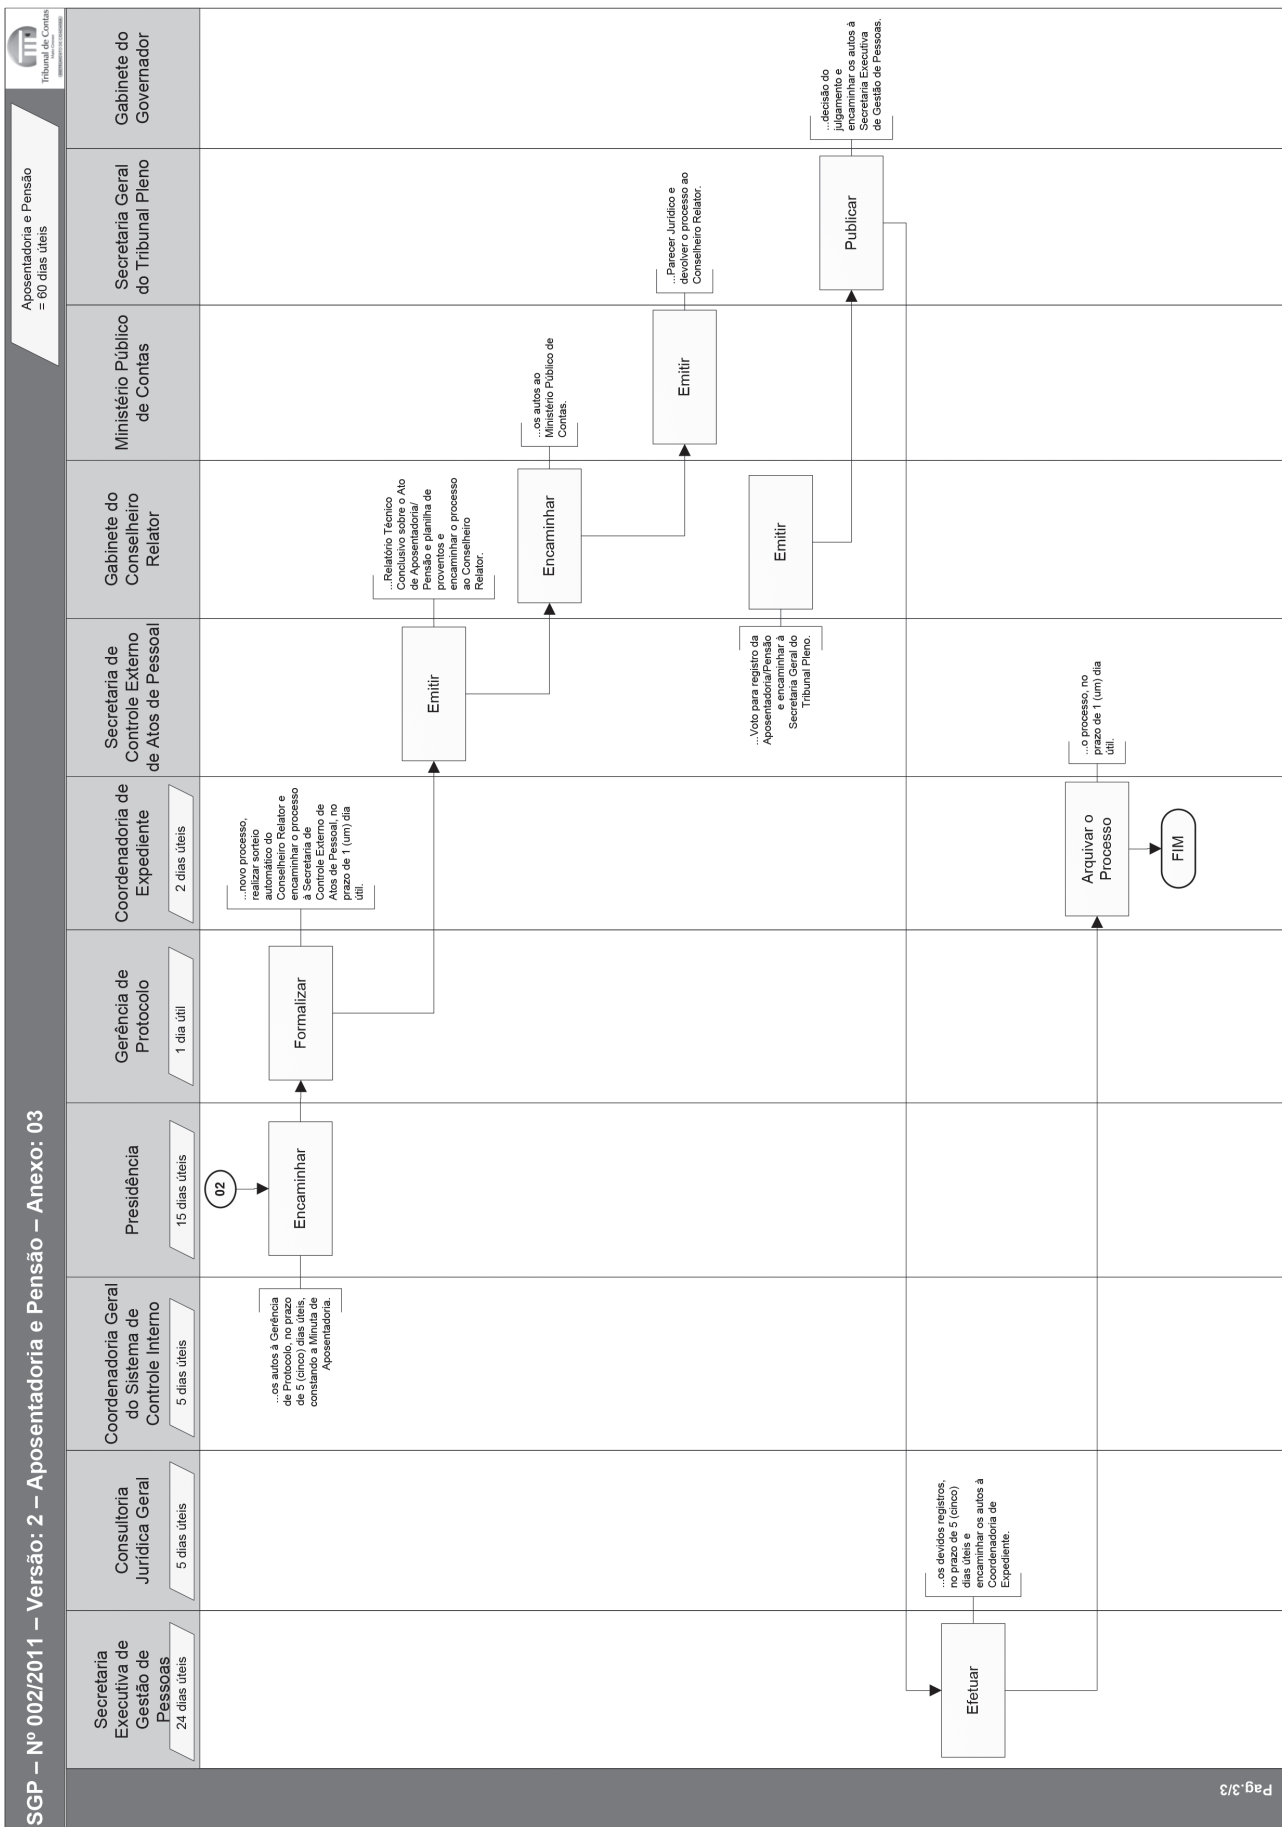 SGP – Nº 002/2011 – Versão: 2 – Aposentadoria e Pensão – Anexo: 03
Aposentadoria e Pensão
= 60 dias úteis
Tribunal de Contas
Mato Grosso
Secretaria
Executiva de
Gestão de
Pessoas
24 dias úteis
Consultoria
Jurídica Geral
5 dias úteis
Coordenadoria Geral
do Sistema de
Controle Interno
5 dias úteis
Presidência
15 dias úteis
Gerência de
Protocolo
1 dia útil
Coordenadoria de
Expediente
2 dias úteis
Secretaria de
Controle Externo
de Atos de Pessoal
Gabinete do
Conselheiro
Relator
Ministério Público
de Contas
Secretaria Geral
do Tribunal Pleno
Gabinete do
Governador
02
Encaminhar
...os autos à Gerência
de Protocolo, no prazo
de 5 (cinco) dias úteis,
constando a Minuta de
Aposentadoria.
Formalizar
...novo processo,
realizar sorteio
automático do
Conselheiro Relator e
encaminhar o processo
à Secretaria de
Controle Externo de
Atos de Pessoal, no
prazo de 1 (um) dia
útil.
Emitir
...Relatório Técnico
Conclusivo sobre o Ato
de Aposentadoria/
Pensão e planilha de
proventos e
encaminhar o processo
ao Conselheiro
Relator.
Encaminhar
...os autos ao
Ministério Público de
Contas.
Emitir
...Parecer Jurídico e
devolver o processo ao
Conselheiro Relator.
Emitir
...Voto para registro da
Aposentadoria/Pensão
e encaminhar à
Secretaria Geral do
Tribunal Pleno.
Publicar
...decisão do
julgamento e
encaminhar os autos à
Secretaria Executiva
de Gestão de Pessoas.
Efetuar
...os devidos registros,
no prazo de 5 (cinco)
dias úteis e
encaminhar os autos à
Coordenadoria de
Expediente.
Arquivar o
Processo
...o processo, no
prazo de 1 (um) dia
útil.
FIM
Pag.3/3